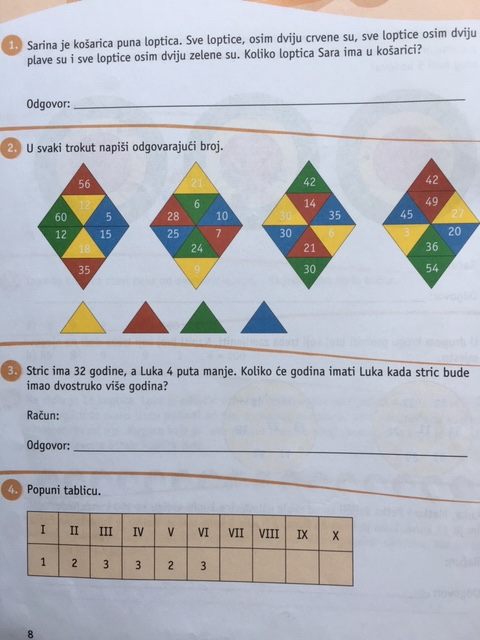 1. Sarina je košarica puna loptica. Sve loptice, osim dviju crvene su, sve loptice osim dviju
plave su i sve loptice osim dviju zelene su. Koliko loptica Sara ima u košarici?
Odgovor:
2. U svaki trokut napiši odgovarajući broj.
56 21 42 42
12 6 14 49
60 5 28 10 30 35 45 27
12 15 25 7 30 6 3 20
18 24 21 36
35 9 30 54
3. Stric ima 32 godine, a Luka 4 puta manje. Koliko će godina imati Luka kada stric bude
imao dvostruko više godina?
Račun:
Odgovor:
4. Popuni tablicu.
I II III IV V VI VII VIII IX X
1 2 3 3 2 3
8